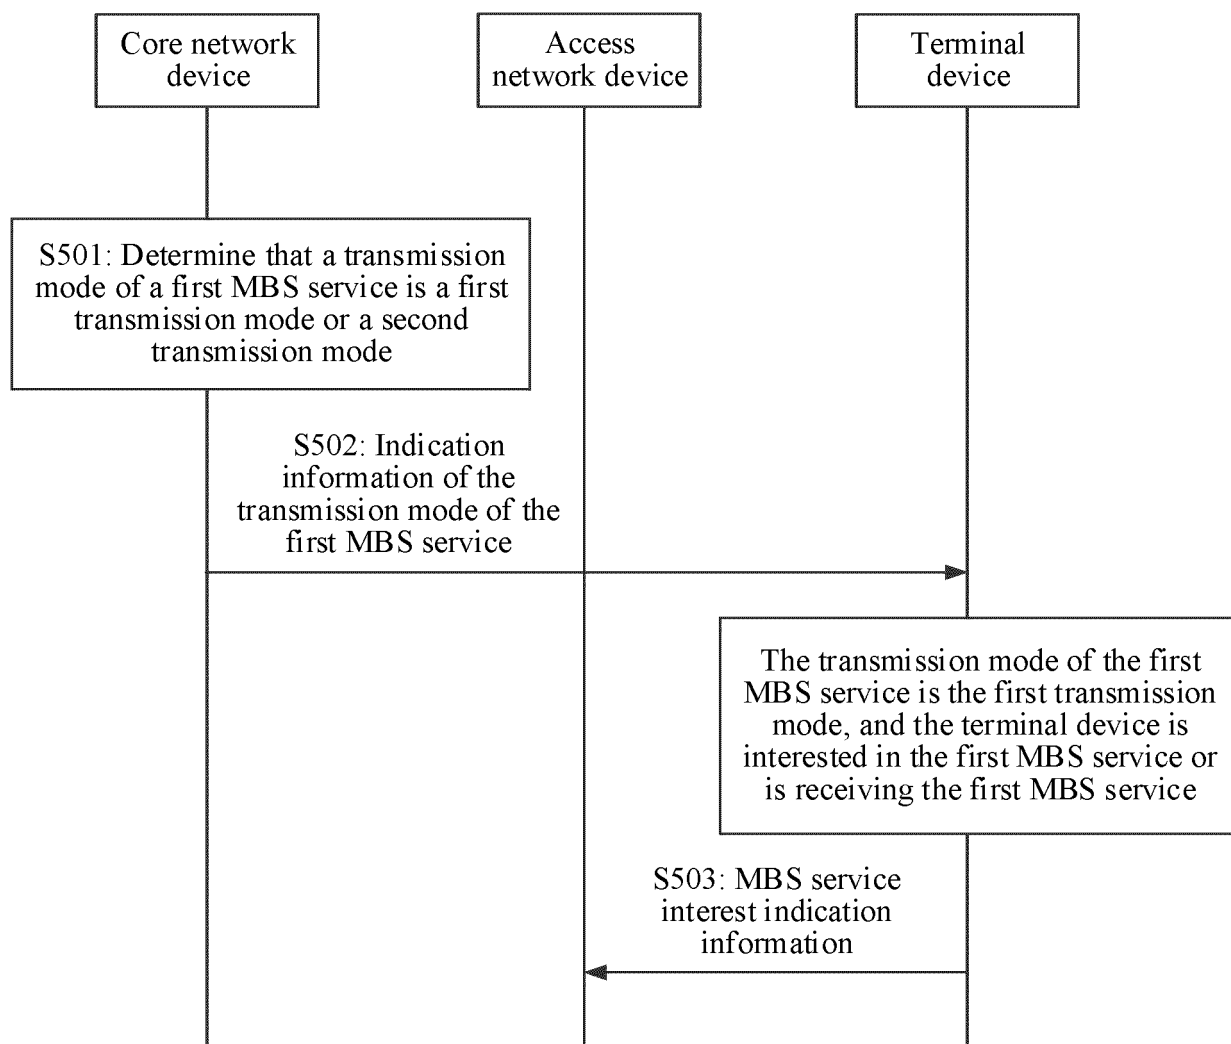 Core network
device
Access
network device
Terminal
device
S501: Determine that a transmission
mode of a first MBS service is a first
transmission mode or a second
transmission mode
S502: Indication
information of the
transmission mode of the
first MBS service
The transmission mode of the first
MBS service is the first transmission
mode, and the terminal device is
interested in the first MBS service or
is receiving the first MBS service
S503: MBS service
interest indication
information